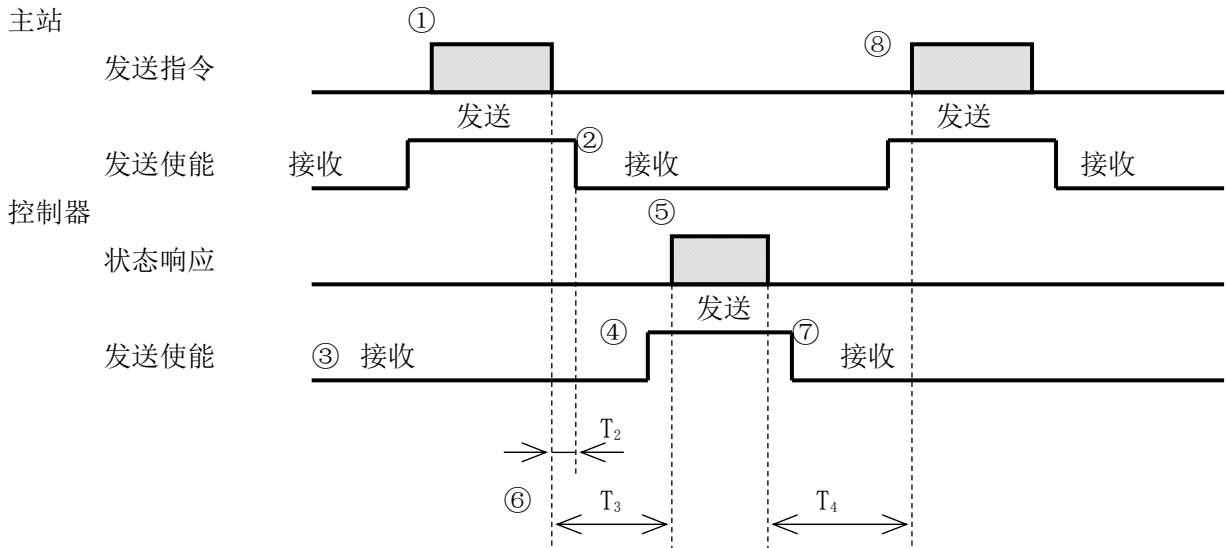 主站
①
⑧
发送指令
发送 发送
发送使能 接收 ② 接收 接收
控制器
⑤
状态响应
发送
④ ⑦
发送使能 ③ 接收 接收
T₂
⑥ T₃ T₄